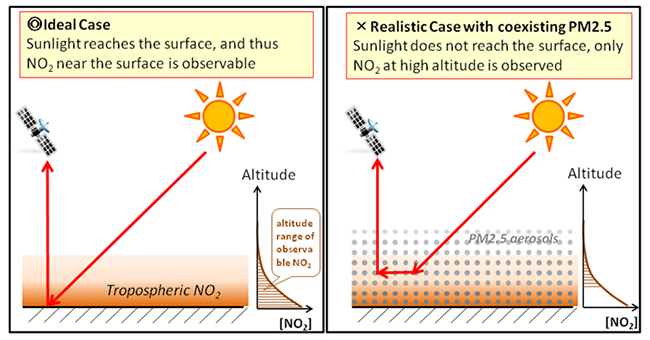 ◎Ideal Case
Sunlight reaches the surface, and thus
NO₂ near the surface is observable
Altitude
altitude
range of
observa
ble NO₂
Tropospheric NO₂
[NO₂]
× Realistic Case with coexisting PM2.5
Sunlight does not reach the surface, only
NO₂ at high altitude is observed
Altitude
PM2.5 aerosols
[NO₂]